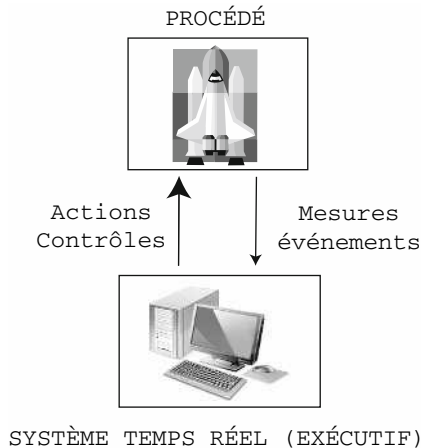 PROCÉDÉ
Actions
Contrôles
Mesures
événements
SYSTÈME TEMPS RÉEL (EXÉCUTIF)